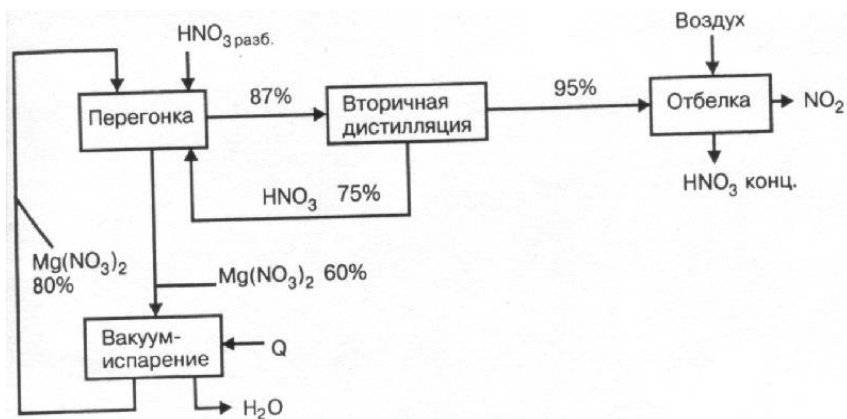 HNO₃ разб.
Воздух
Перегонка
87%
Вторичная
дистилляция
95%
Отбелка
NO₂
HNO₃ 75%
HNO₃ конц.
Mg(NO₃)₂
80%
Mg(NO₃)₂ 60%
Вакуум-
испарение
Q
H₂O